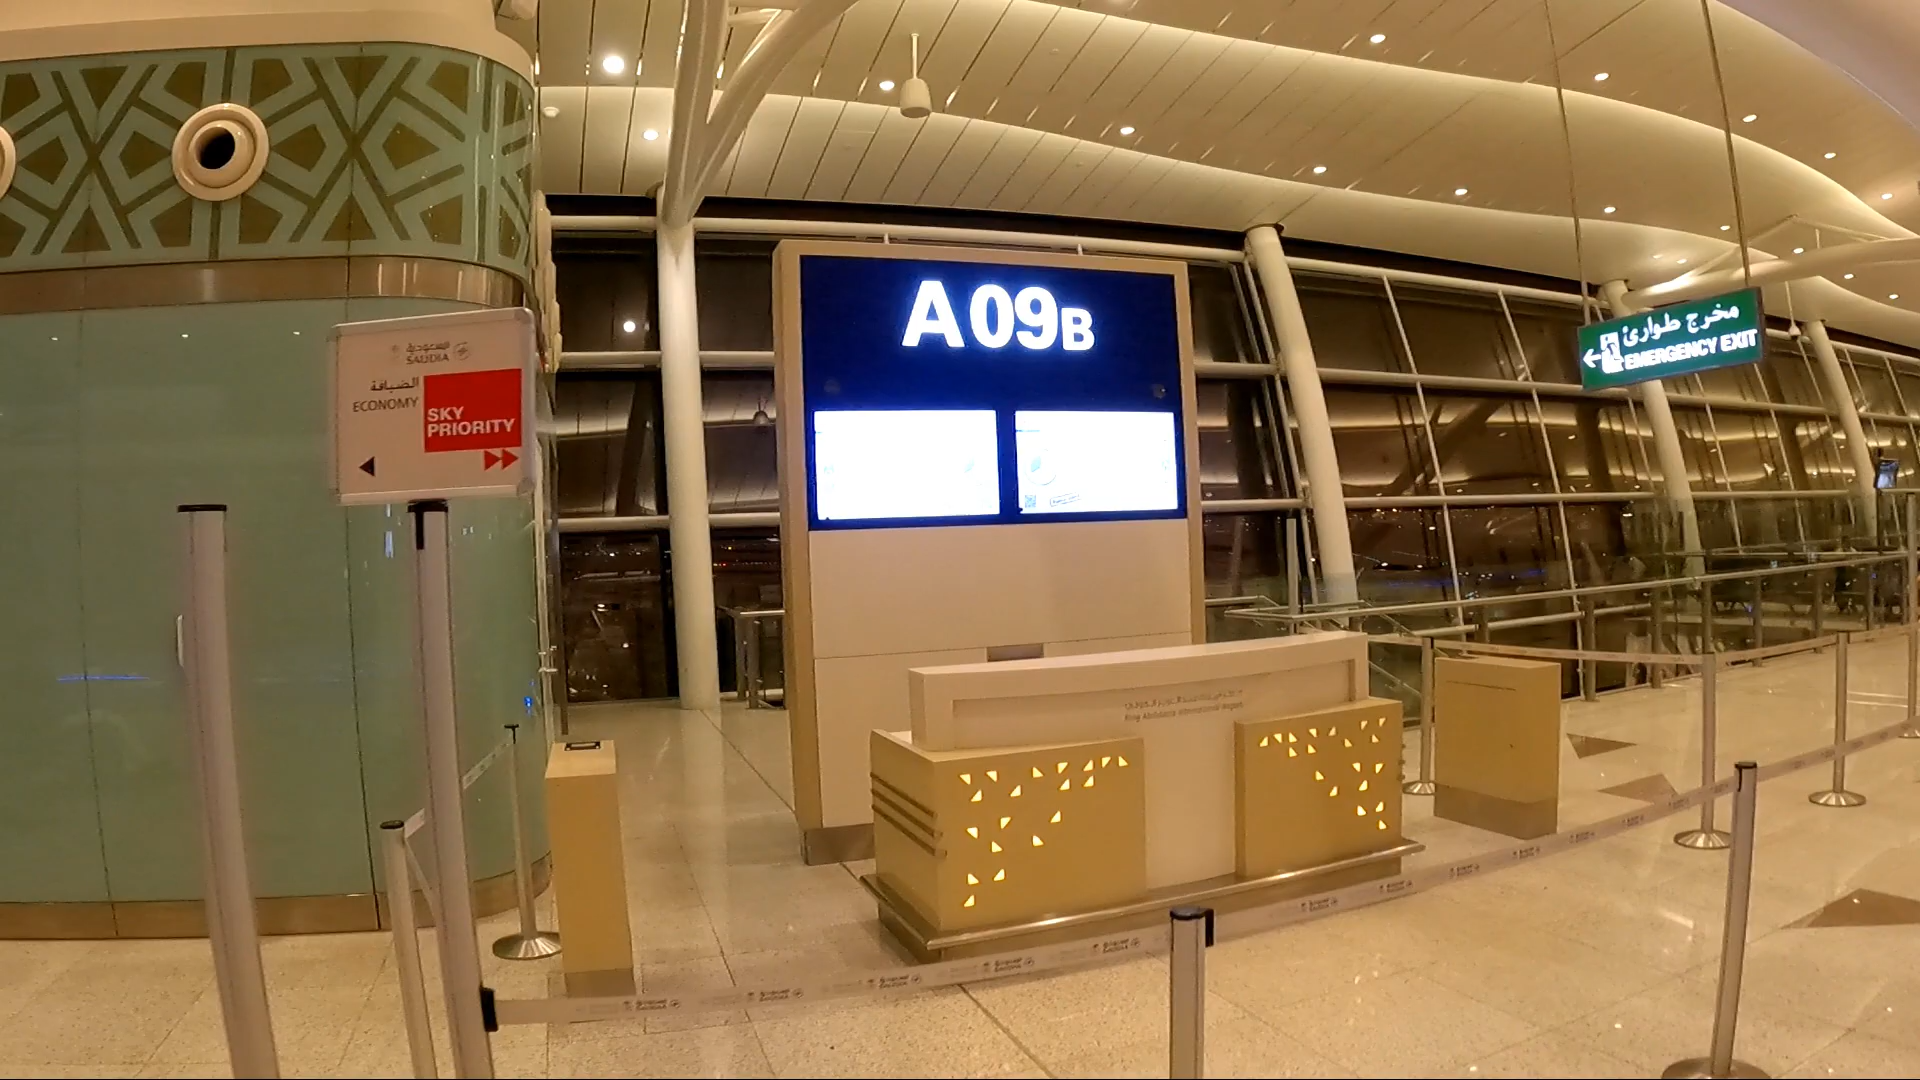 A09B
السعودية
SAUDIA
الضيافة
ECONOMY
SKY
PRIORITY
مخرج طوارئ
EMERGENCY EXIT
King Abdulaziz International Airport